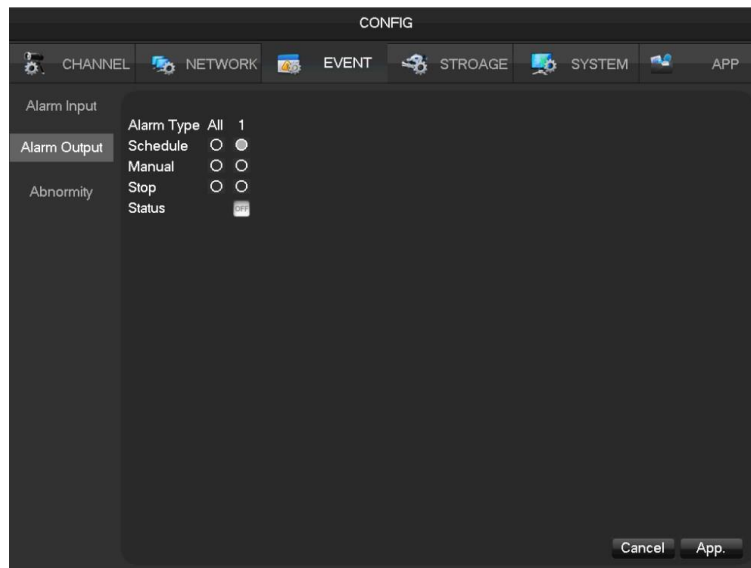 CONFIG
CHANNEL NETWORK EVENT STROAGE SYSTEM APP
Alarm Input
Alarm Output
Abnormity
Alarm Type All 1
Schedule
Manual
Stop
Status OFF
Cancel App.